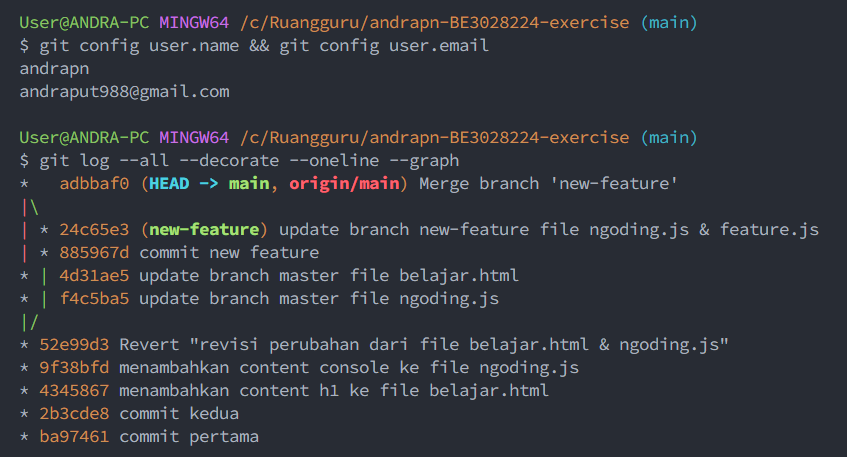 User@ANDRA-PC MINGW64 /c/Ruangguru/andrapn-BE3028224-exercise (main)
$ git config user.name && git config user.email
andrapn
andraput988@gmail.com

User@ANDRA-PC MINGW64 /c/Ruangguru/andrapn-BE3028224-exercise (main)
$ git log --all --decorate --oneline --graph
*   adbbaf0 (HEAD -> main, origin/main) Merge branch 'new-feature'
|\
| * 24c65e3 (new-feature) update branch new-feature file ngoding.js & feature.js
| * 885967d commit new feature
* | 4d31ae5 update branch master file belajar.html
* | f4c5ba5 update branch master file ngoding.js
|/
* 52e99d3 Revert "revisi perubahan dari file belajar.html & ngoding.js"
* 9f38bfd menambahkan content console ke file ngoding.js
* 4345867 menambahkan content h1 ke file belajar.html
* 2b3cde8 commit kedua
* ba97461 commit pertama